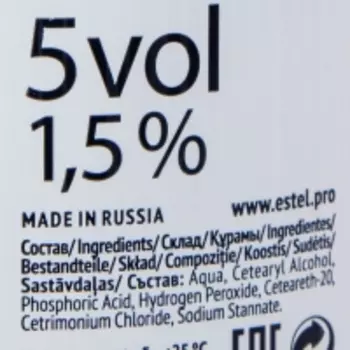 5vol
1,5%
MADE IN RUSSIA
www.estel.pro
Состав/ Ingredients/ Склад/ Құрамы/ Ingredientes/
Bestandteile/ Skład/ Compoziție/ Koostis/ Sudėtis/
Sastāvdaļas/ Състав: Aqua, Cetearyl Alcohol,
Phosphoric Acid, Hydrogen Peroxide, Ceteareth-20,
Cetrimonium Chloride, Sodium Stannate.